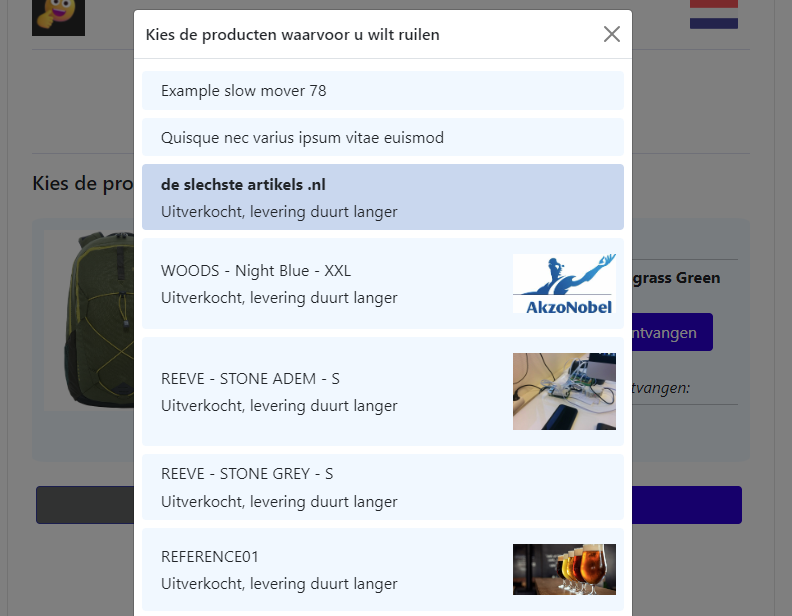 Kies de producten waarvoor u wilt ruilen
Example slow mover 78
Quisque nec varius ipsum vitae euismod
Kies de pro
de slechste artikels .nl
Uitverkocht, levering duurt langer
WOODS - Night Blue - XXL
Uitverkocht, levering duurt langer
AkzoNobel
grass Green
ntvangen
REEVE - STONE ADEM - S
Uitverkocht, levering duurt langer
tvangen:
REEVE - STONE GREY - S
Uitverkocht, levering duurt langer
REFERENCE01
Uitverkocht, levering duurt langer